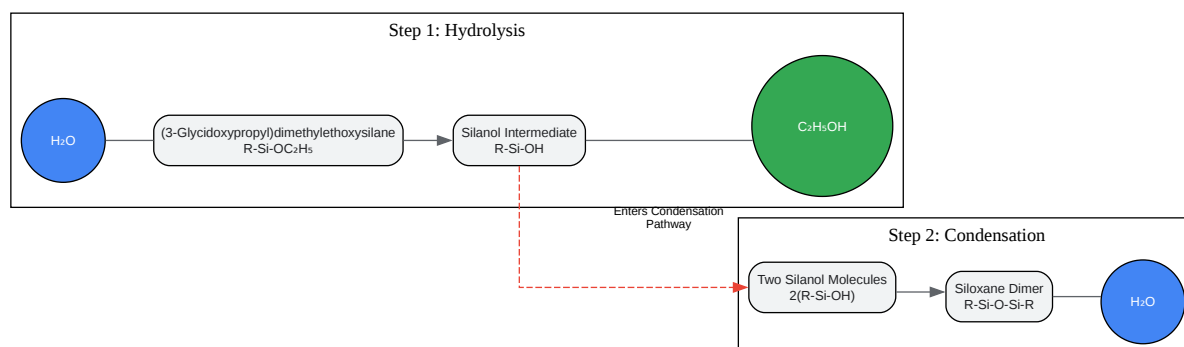 Step 1: Hydrolysis
H₂O
(3-Glycidoxypropyl)dimethylethoxysilane
R-Si-OC₂H₅
Silanol Intermediate
R-Si-OH
C₂H₅OH
Enters Condensation
Pathway
Step 2: Condensation
Two Silanol Molecules
2(R-Si-OH)
Siloxane Dimer
R-Si-O-Si-R
H₂O